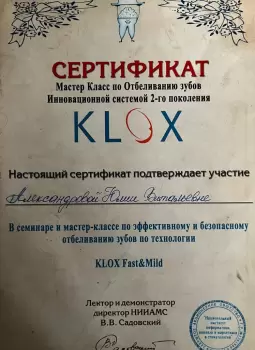 СЕРТИФИКАТ
Мастер Класс по Отбеливанию зубов
Инновационной системой 2-го поколения
KLOX
Настоящий сертификат подтверждает участие
Александровой Юлии Витальевне
В семинаре и мастер-классе по эффективному и безопасному
отбеливанию зубов по технологии
KLOX Fast&Mild
Лектор и демонстратор
директор НИИАМС
В.В. Садовский